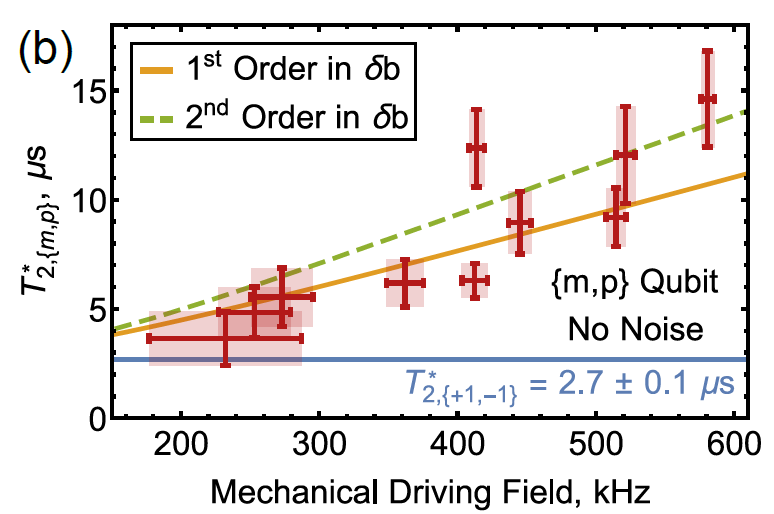 (b)
1st Order in δb
2nd Order in δb
15
10
5
0
T*2,{m,p}, μs
{m,p} Qubit
No Noise
T*2,{+1,−1} = 2.7 ± 0.1 μs
200 300 400 500 600
Mechanical Driving Field, kHz